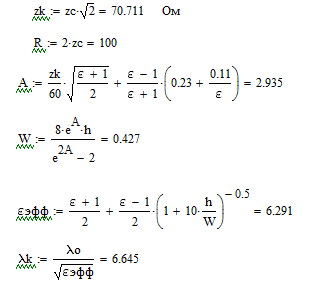 zk := zc·√2 = 70.711 Ом
R := 2·zc = 100
A := zk/60 · √((ε + 1)/2) + (ε − 1)/(ε + 1) · (0.23 + 0.11/ε) = 2.935
W := (8·e^A·h)/(e^(2A) − 2) = 0.427
εэфф := (ε + 1)/2 + (ε − 1)/2 · (1 + 10·h/W)^(−0.5) = 6.291
λk := λo/√εэфф = 6.645